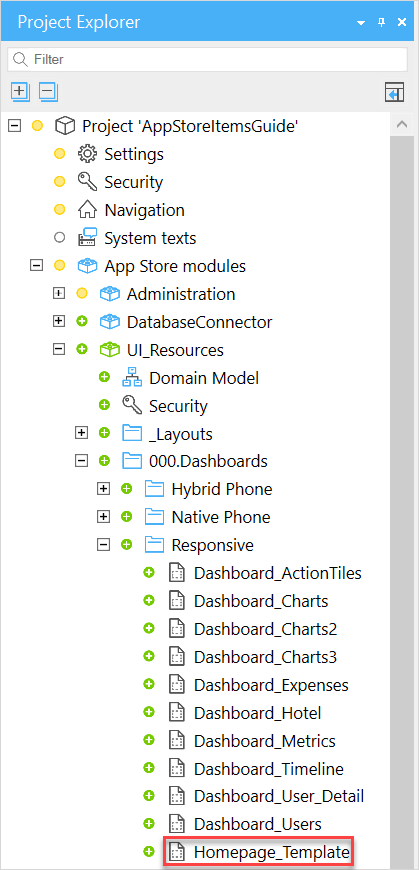 Project Explorer
Filter
Project 'AppStoreItemsGuide'
Settings
Security
Navigation
System texts
App Store modules
Administration
DatabaseConnector
UI_Resources
Domain Model
Security
_Layouts
000.Dashboards
Hybrid Phone
Native Phone
Responsive
Dashboard_ActionTiles
Dashboard_Charts
Dashboard_Charts2
Dashboard_Charts3
Dashboard_Expenses
Dashboard_Hotel
Dashboard_Metrics
Dashboard_Timeline
Dashboard_User_Detail
Dashboard_Users
Homepage_Template